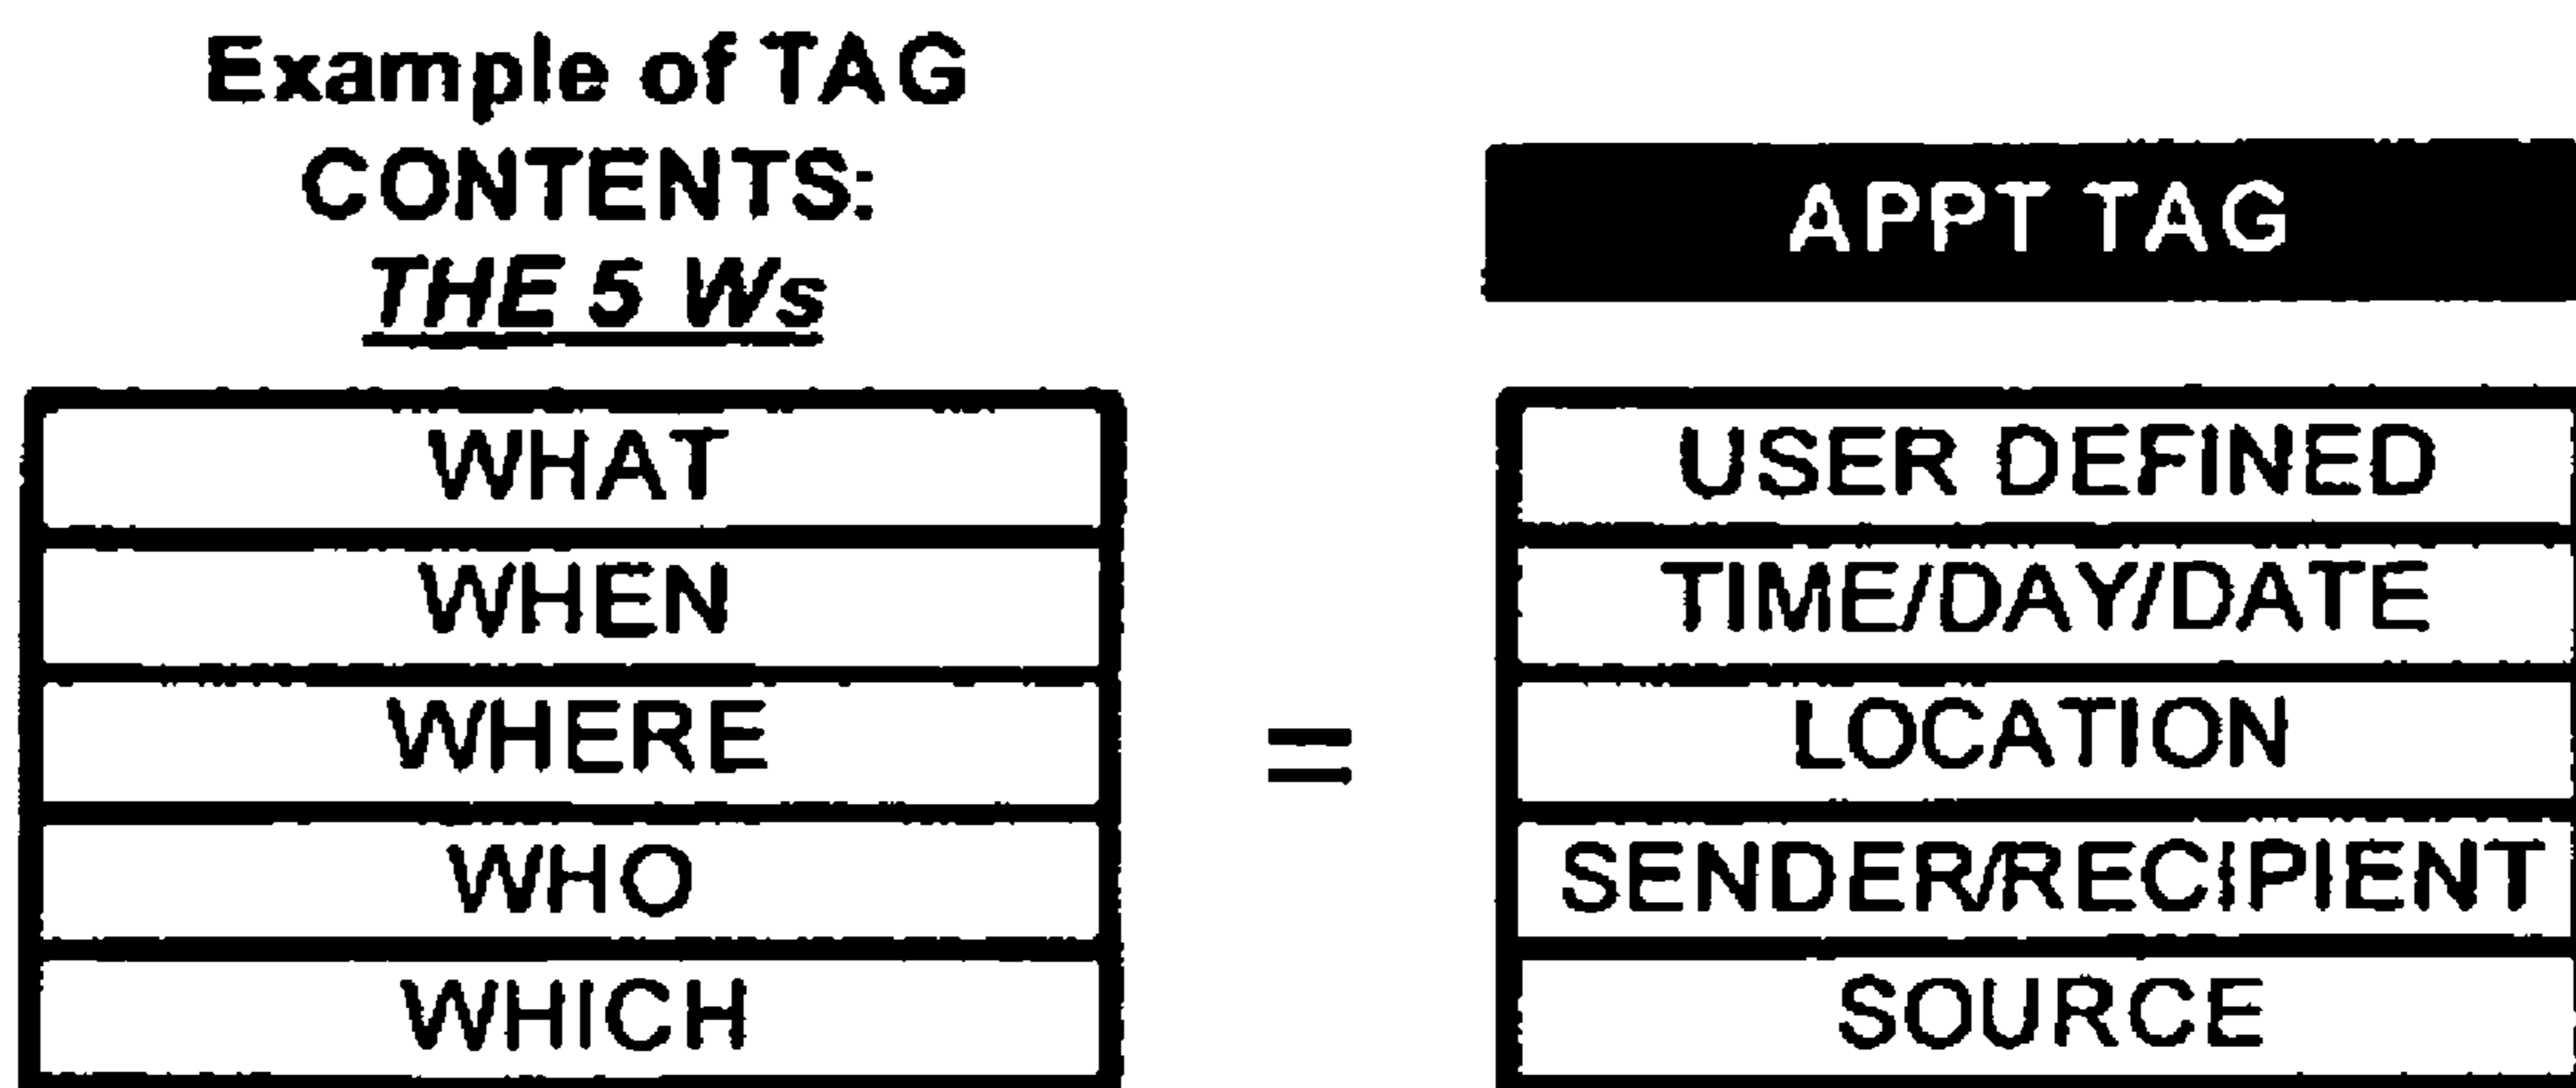 Example of TAG
CONTENTS:
THE 5 Ws
WHAT
WHEN
WHERE
WHO
WHICH
=
APPT TAG
USER DEFINED
TIME/DAY/DATE
LOCATION
SENDER/RECIPIENT
SOURCE